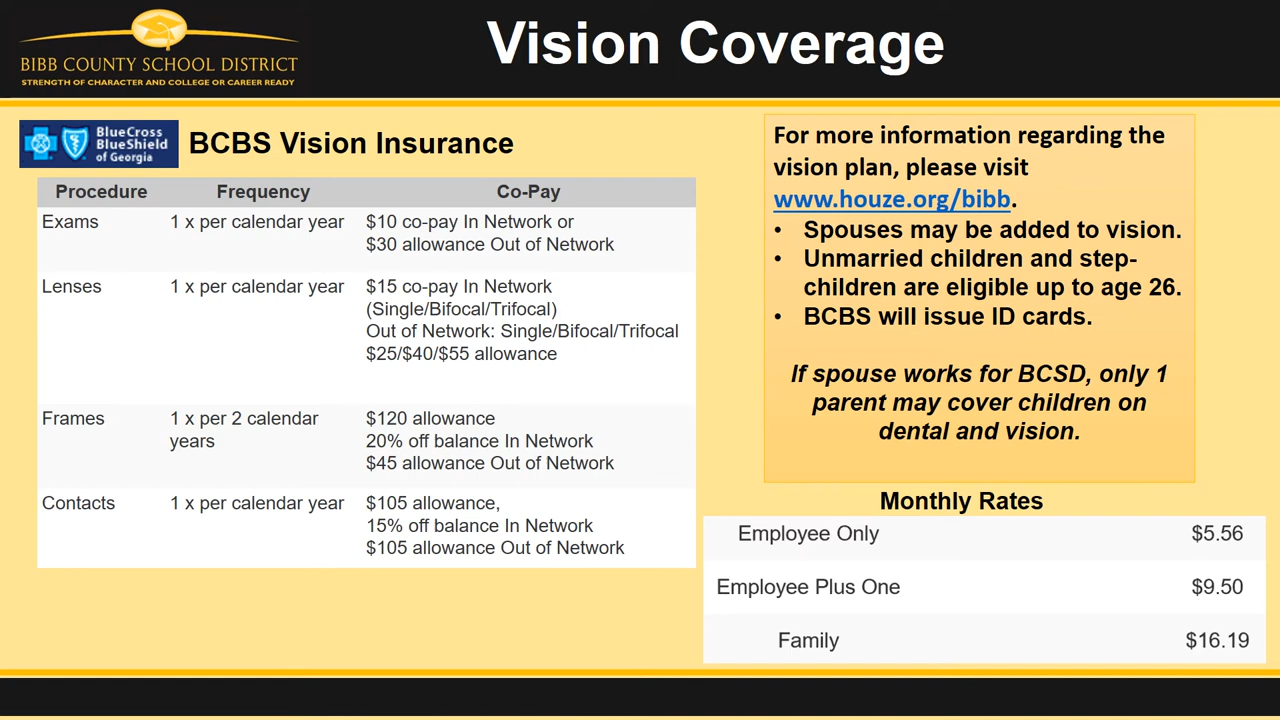 BIBB COUNTY SCHOOL DISTRICT
STRENGTH OF CHARACTER AND COLLEGE OR CAREER READY
Vision Coverage
BlueCross
BlueShield
of Georgia
BCBS Vision Insurance
Procedure Frequency Co-Pay
Exams 1 x per calendar year $10 co-pay In Network or
$30 allowance Out of Network
Lenses 1 x per calendar year $15 co-pay In Network
(Single/Bifocal/Trifocal)
Out of Network: Single/Bifocal/Trifocal
$25/$40/$55 allowance
Frames 1 x per 2 calendar $120 allowance
years 20% off balance In Network
$45 allowance Out of Network
Contacts 1 x per calendar year $105 allowance,
15% off balance In Network
$105 allowance Out of Network
For more information regarding the
vision plan, please visit
www.houze.org/bibb.
• Spouses may be added to vision.
• Unmarried children and step-
children are eligible up to age 26.
• BCBS will issue ID cards.
If spouse works for BCSD, only 1
parent may cover children on
dental and vision.
Monthly Rates
Employee Only $5.56
Employee Plus One $9.50
Family $16.19